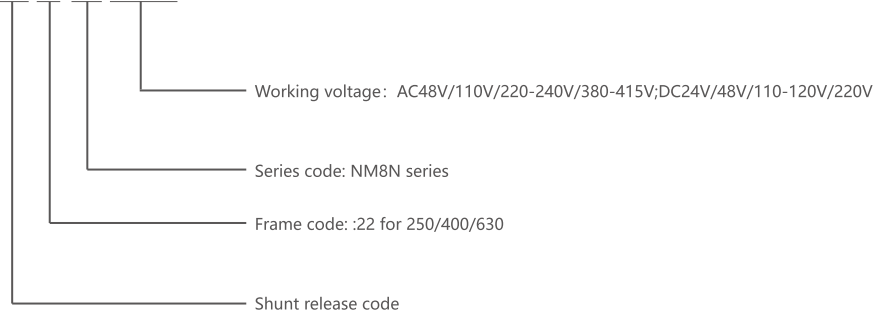 Working voltage：AC48V/110V/220-240V/380-415V;DC24V/48V/110-120V/220V
Series code: NM8N series
Frame code: :22 for 250/400/630
Shunt release code